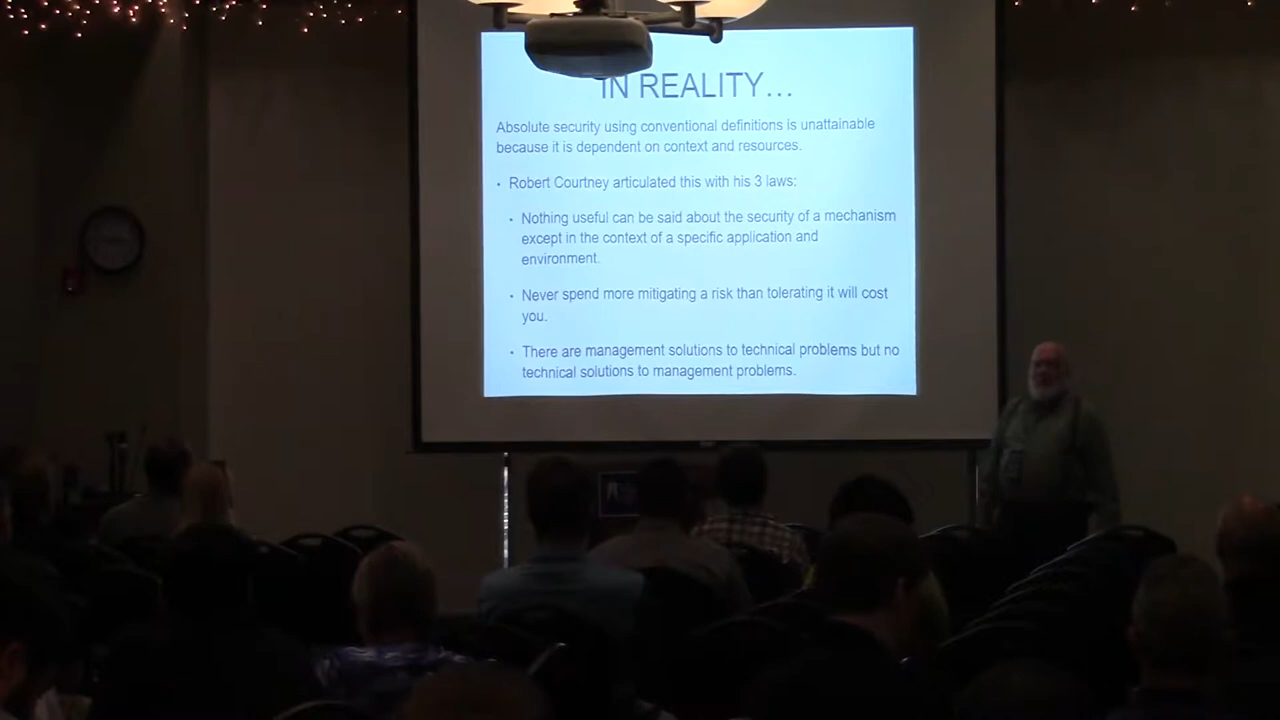 IN REALITY…
Absolute security using conventional definitions is unattainable
because it is dependent on context and resources.
• Robert Courtney articulated this with his 3 laws:
• Nothing useful can be said about the security of a mechanism
except in the context of a specific application and
environment.
• Never spend more mitigating a risk than tolerating it will cost
you.
• There are management solutions to technical problems but no
technical solutions to management problems.